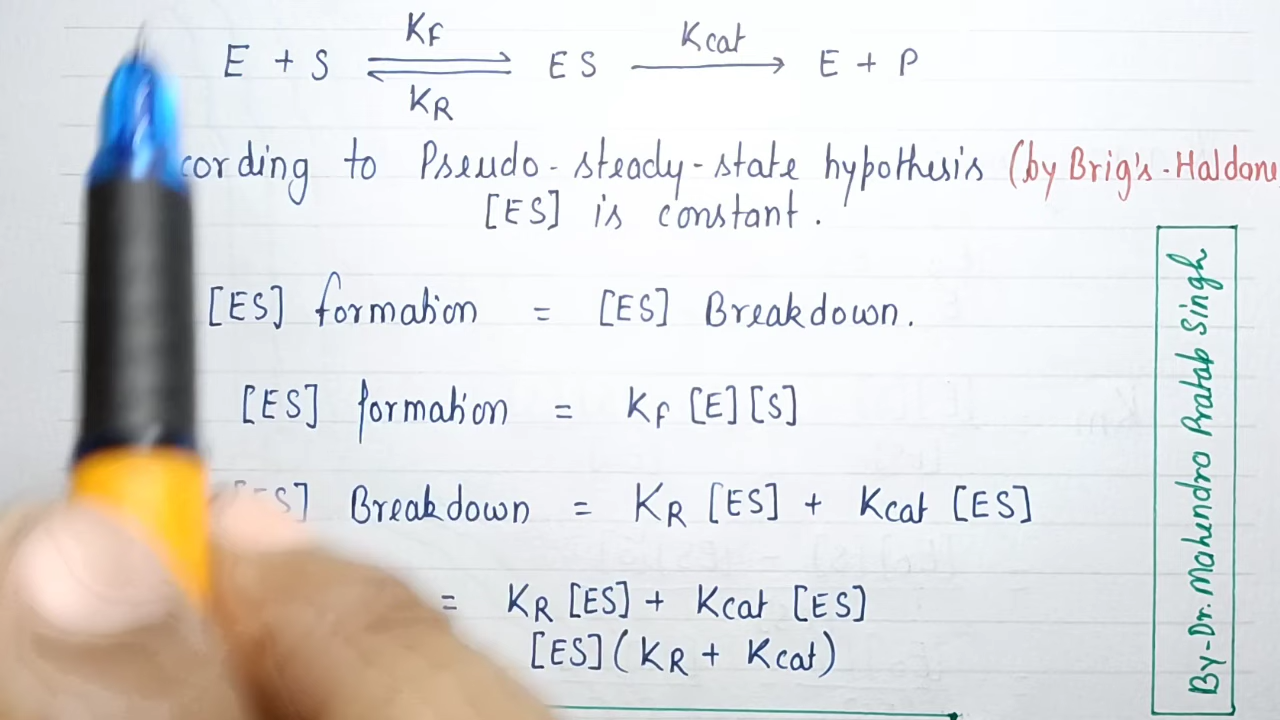 KF
Kcat
E + S ⇌ ES ⟶ E + P
KR
cording to Pseudo-steady-state hypothesis (by Brig's-Haldane
[ES] is constant.
[ES] formation = [ES] Breakdown.
[ES] formation = KF [E][S]
[ES] Breakdown = KR [ES] + Kcat [ES]
= KR [ES] + Kcat [ES]
[ES] (KR + Kcat)
By-Dr. Mahendra Pratab Singh